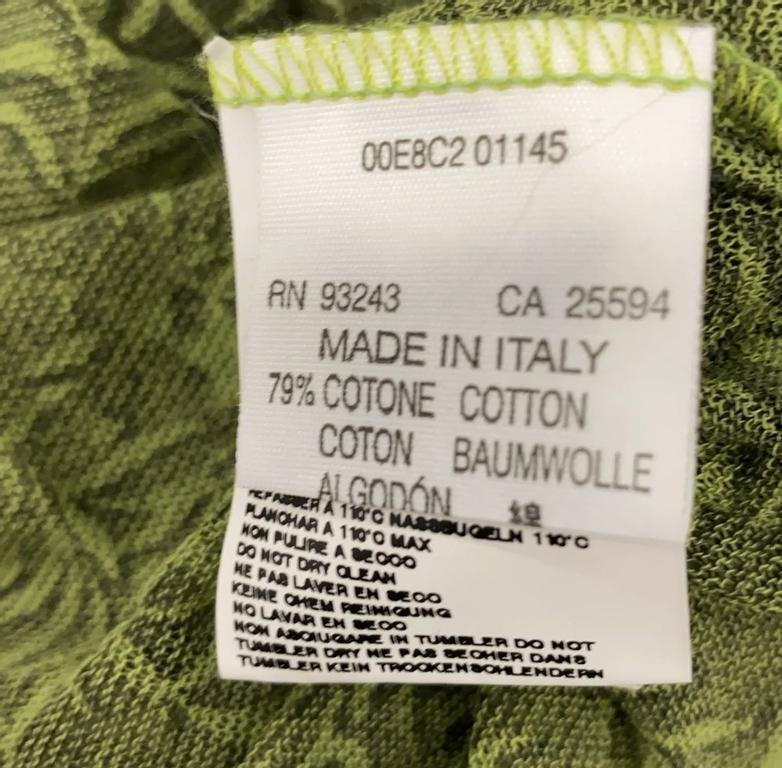 00E8C2 01145
RN 93243 CA 25594
MADE IN ITALY
79% COTONE COTTON
COTON BAUMWOLLE
ALGODÓN 綿
REPASSER A 110°C NASSBUGELN 110°C
PLANCHAR A 110°C MAX
NON PULIRE A SECCO
DO NOT DRY CLEAN
NE PAS LAVER EN SECO
KEINE CHEM REINIGUNG
NO LAVAR EN SECO
NON ASCIUGARE IN TUMBLER DO NOT
TUMBLER DRY NE PAS SECHER DANS
TUMBLER KEIN TROCKENSCHLENDERN